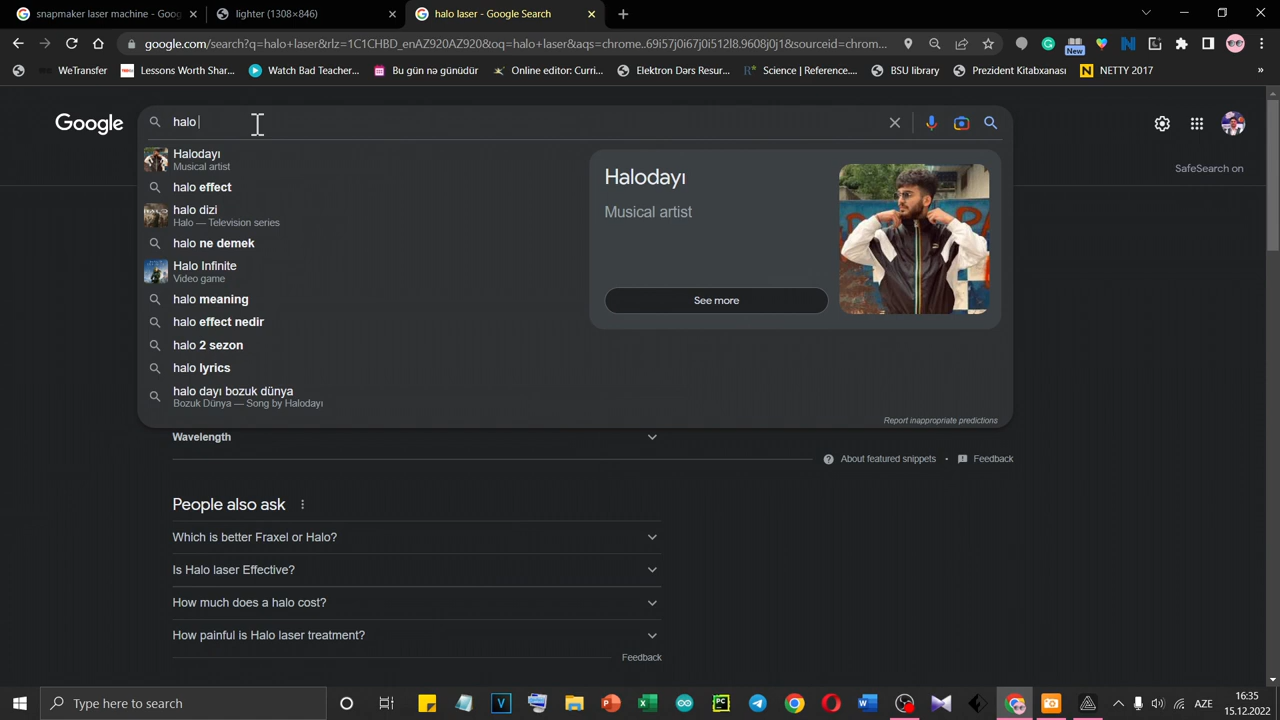 snapmaker laser machine - Goog
lighter (1308×846)
halo laser - Google Search
google.com/search?q=halo+laser&rlz=1C1IHBD_enAZ920AZ920&oq=halo+laser&aqs=chrome..69i57j0i67j0i512l8.9608j0j1&sourceid=chrom...
New
WeTransfer
Lessons Worth Shar...
Watch Bad Teacher...
Bu gün nə günüdür
Online editor: Curri...
Elektron Dərs Resur...
Science | Reference....
BSU library
Prezident Kitabxanası
NETTY 2017
»
Google
halo
Halodayı
Musical artist
halo effect
halo dizi
Halo — Television series
halo ne demek
Halo Infinite
Video game
halo meaning
halo effect nedir
halo 2 sezon
halo lyrics
halo dayı bozuk dünya
Bozuk Dünya — Song by Halodayı
Halodayı
Musical artist
See more
Report inappropriate predictions
SafeSearch on
Wavelength
About featured snippets • Feedback
People also ask
Which is better Fraxel or Halo?
Is Halo laser Effective?
How much does a halo cost?
How painful is Halo laser treatment?
Feedback
Type here to search
AZE
16:35
15.12.2022